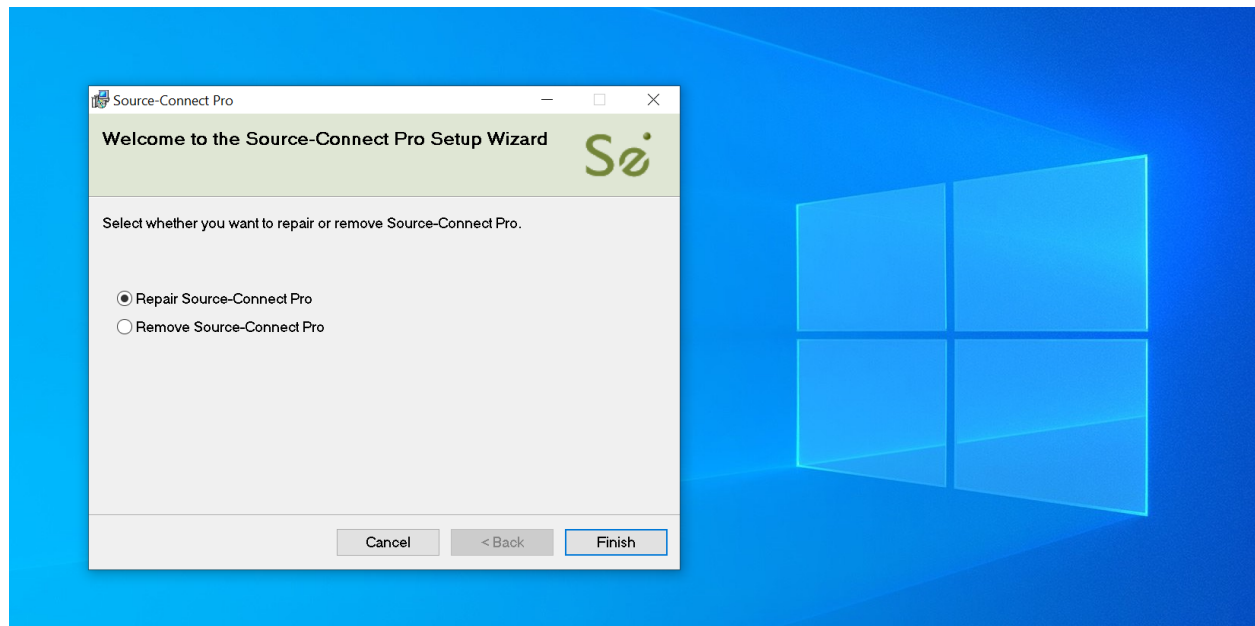 Source-Connect Pro
Welcome to the Source-Connect Pro Setup Wizard
Se
Select whether you want to repair or remove Source-Connect Pro.
Repair Source-Connect Pro
Remove Source-Connect Pro
Cancel
< Back
Finish